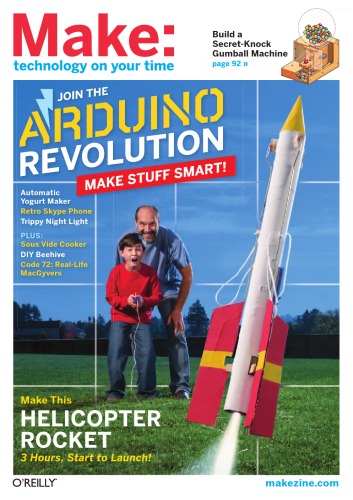 Make:
technology on your time
Build a
Secret-Knock
Gumball Machine
page 92 »
JOIN THE
ARDUINO
REVOLUTION
MAKE STUFF SMART!
Automatic
Yogurt Maker
Retro Skype Phone
Trippy Night Light
PLUS:
Sous Vide Cooker
DIY Beehive
Code 72: Real-Life
MacGyvers
Make This
HELICOPTER
ROCKET
3 Hours, Start to Launch!
O'REILLY
makezine.com